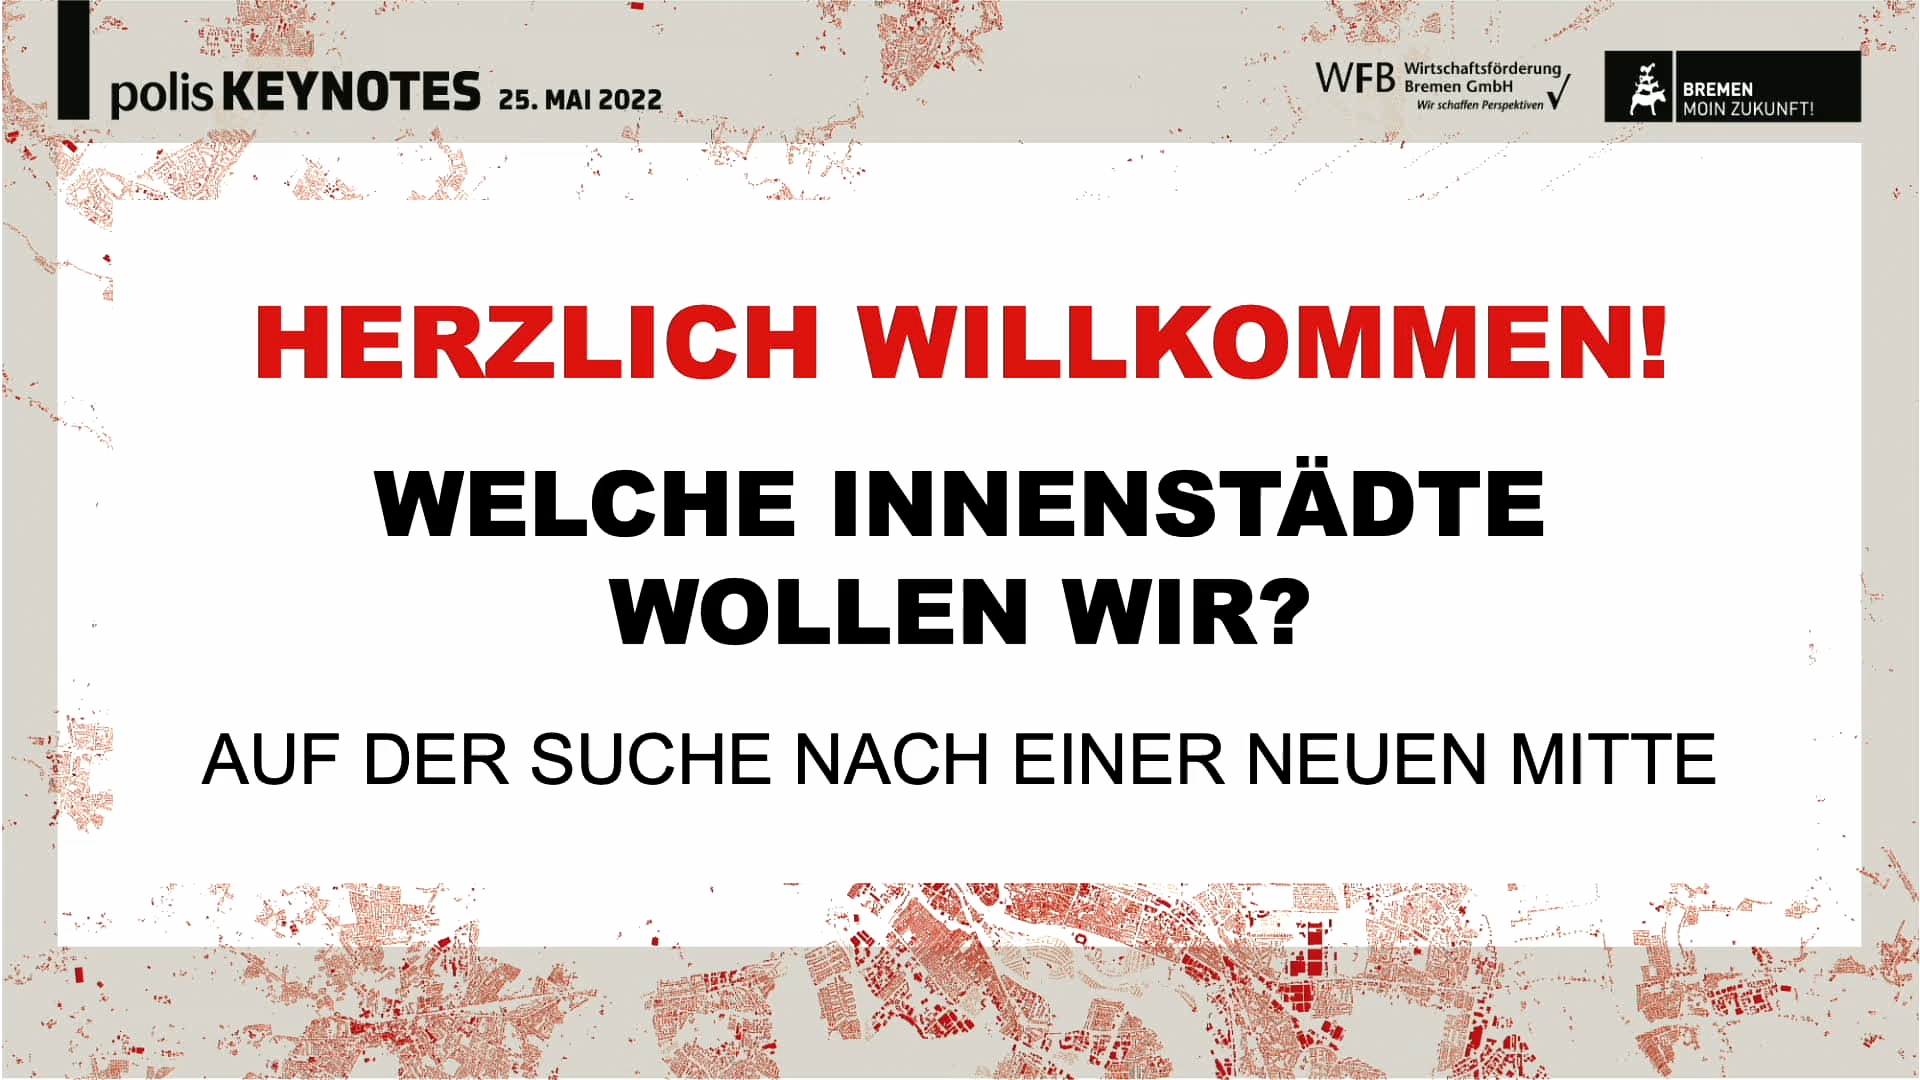 polis KEYNOTES 25. MAI 2022
WFB Wirtschaftsförderung
Bremen GmbH
Wir schaffen Perspektiven
BREMEN
MOIN ZUKUNFT!
HERZLICH WILLKOMMEN!
WELCHE INNENSTÄDTE
WOLLEN WIR?
AUF DER SUCHE NACH EINER NEUEN MITTE